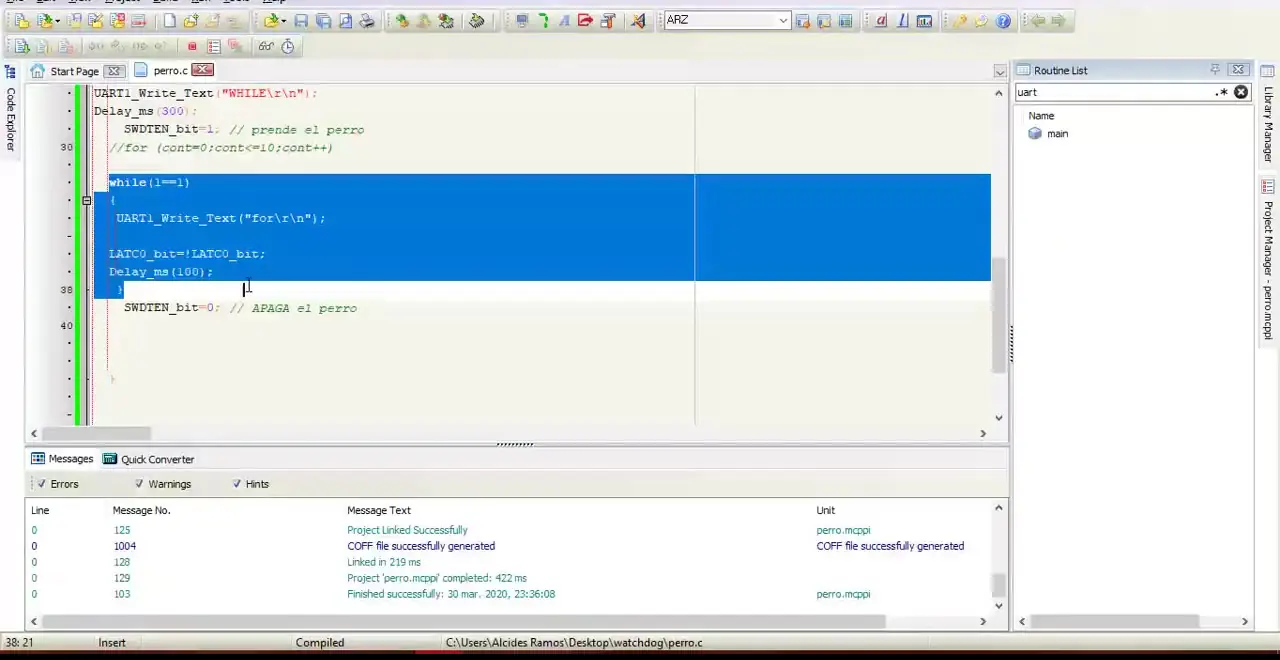 ARZ
Start Page
perro.c
Routine List
Code Explorer
UART1_Write_Text("WHILE\r\n");
Delay_ms(300);
SWDTEN_bit=1; // prende el perro
30
//for (cont=0;cont<=10;cont++)
while(1==1)
{
UART1_Write_Text("for\r\n");
LATC0_bit=!LATC0_bit;
Delay_ms(100);
38
}
SWDTEN_bit=0; // APAGA el perro
40
}
uart
.*
Name
main
Library Manager
Project Manager - perro.mcppi
Messages
Quick Converter
Errors
Warnings
Hints
Line Message No. Message Text Unit
0 125 Project Linked Successfully perro.mcppi
0 1004 COFF file successfully generated COFF file successfully generated
0 128 Linked in 219 ms
0 129 Project 'perro.mcppi' completed: 422 ms
0 103 Finished successfully: 30 mar. 2020, 23:36:08 perro.mcppi
38: 21 Insert Compiled C:\Users\Alcides Ramos\Desktop\watchdog\perro.c